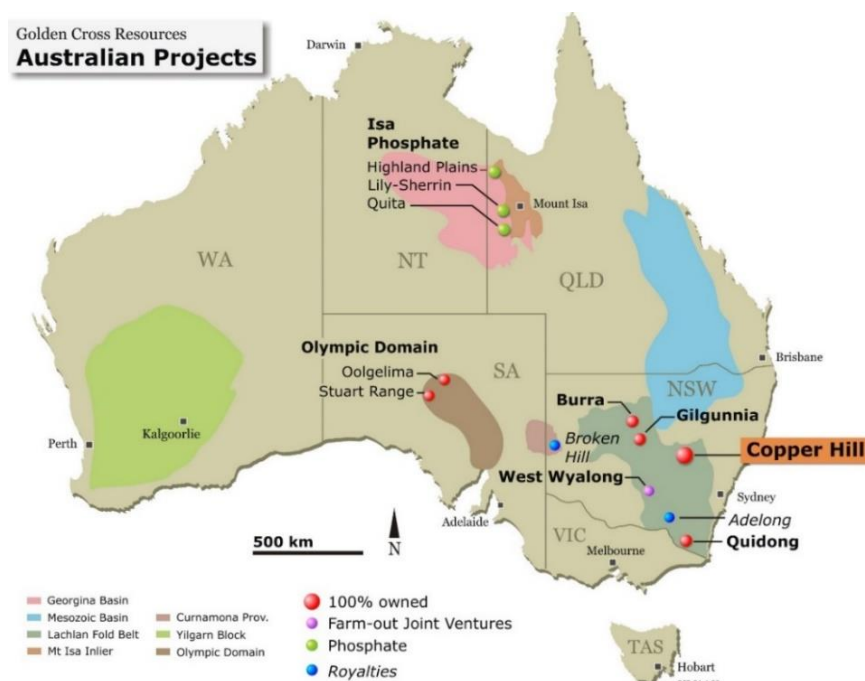 Golden Cross Resources
Australian Projects
Darwin
Isa
Phosphate
Highland Plains
Lily-Sherrin
Quita
Mount Isa
WA
NT
QLD
Olympic Domain
Oolgelima
Stuart Range
SA
Brisbane
NSW
Burra
Gilgunnia
Kalgoorlie
Perth
Broken
Hill
Copper Hill
West Wyalong
Sydney
Adelaide
Adelong
500 km
N
VIC
Quidong
Melbourne
Georgina Basin
Mesozoic Basin
Lachlan Fold Belt
Mt Isa Inlier
Curnamona Prov.
Yilgarn Block
Olympic Domain
100% owned
Farm-out Joint Ventures
Phosphate
Royalties
TAS
Hobart